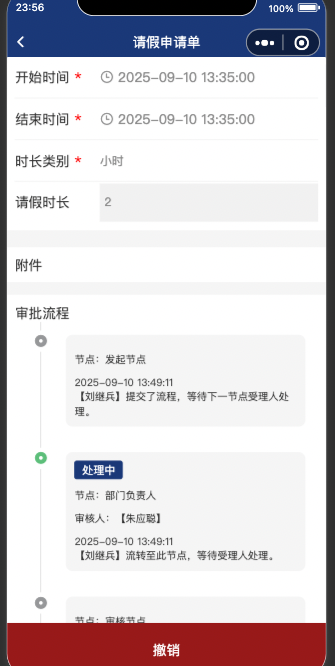 23:56
100%
请假申请单
开始时间 * 2025-09-10 13:35:00
结束时间 * 2025-09-10 13:35:00
时长类别 * 小时
请假时长 2
附件
审批流程
节点：发起节点
2025-09-10 13:49:11
【刘继兵】提交了流程，等待下一节点受理人处
理。
处理中
节点：部门负责人
审核人：【朱应聪】
2025-09-10 13:49:11
【刘继兵】流转至此节点，等待受理人处理。
节点：审核节点
撤销